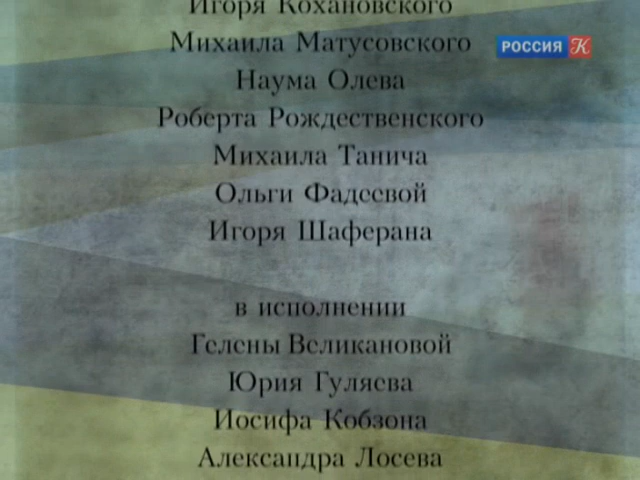 Игоря Кохановского
Михаила Матусовского
РОССИЯ К
Наума Олева
Роберта Рождественского
Михаила Танича
Ольги Фадеевой
Игоря Шаферана
в исполнении
Гелены Великановой
Юрия Гуляева
Иосифа Кобзона
Александра Лосева